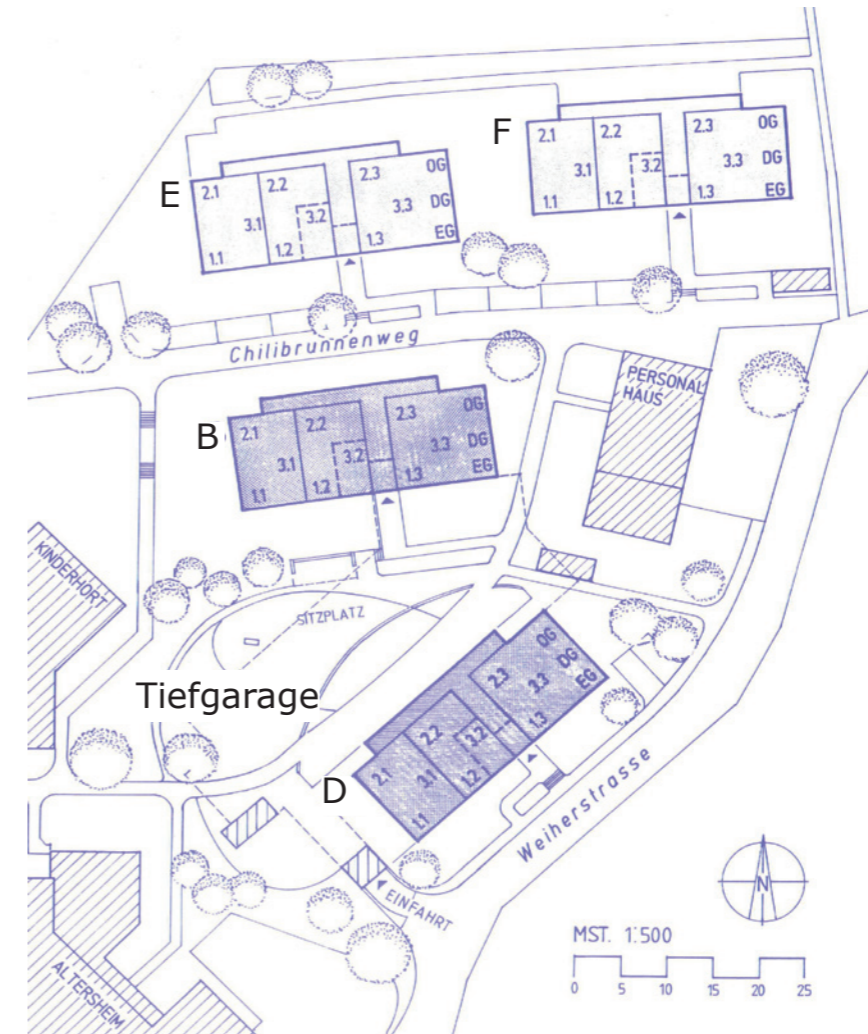 F
2.1
2.2
2.3
OG
3.1
3.2
3.3
DG
1.1
1.2
1.3
EG
E
2.1
2.2
2.3
OG
3.1
3.2
3.3
DG
1.1
1.2
1.3
EG
Chilibrunnenweg
PERSONAL
HAUS
B
2.1
2.2
2.3
OG
3.1
3.2
3.3
DG
1.1
1.2
1.3
EG
KINDERHORT
SITZPLATZ
Tiefgarage
D
2.1
2.2
2.3
OG
3.1
3.2
3.3
DG
1.1
1.2
1.3
EG
Weiherstrasse
EINFAHRT
ALTERSHEIM
N
MST. 1:500
0 5 10 15 20 25